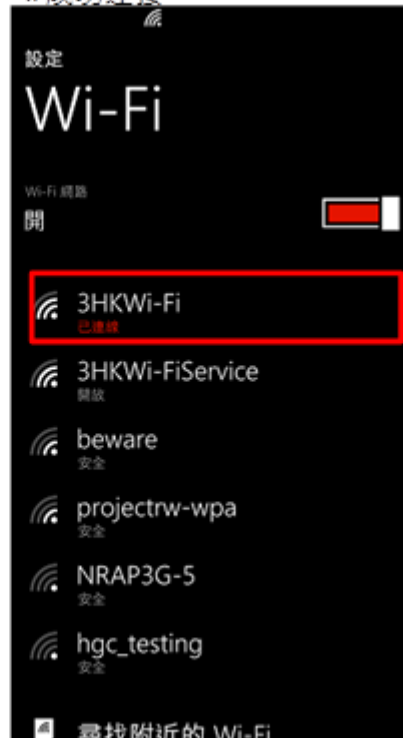 設定
Wi-Fi
Wi-Fi 網路
開
3HKWi-Fi
已連線
3HKWi-FiService
開放
beware
安全
projectrw-wpa
安全
NRAP3G-5
安全
hgc_testing
安全
尋找附近的 Wi-Fi